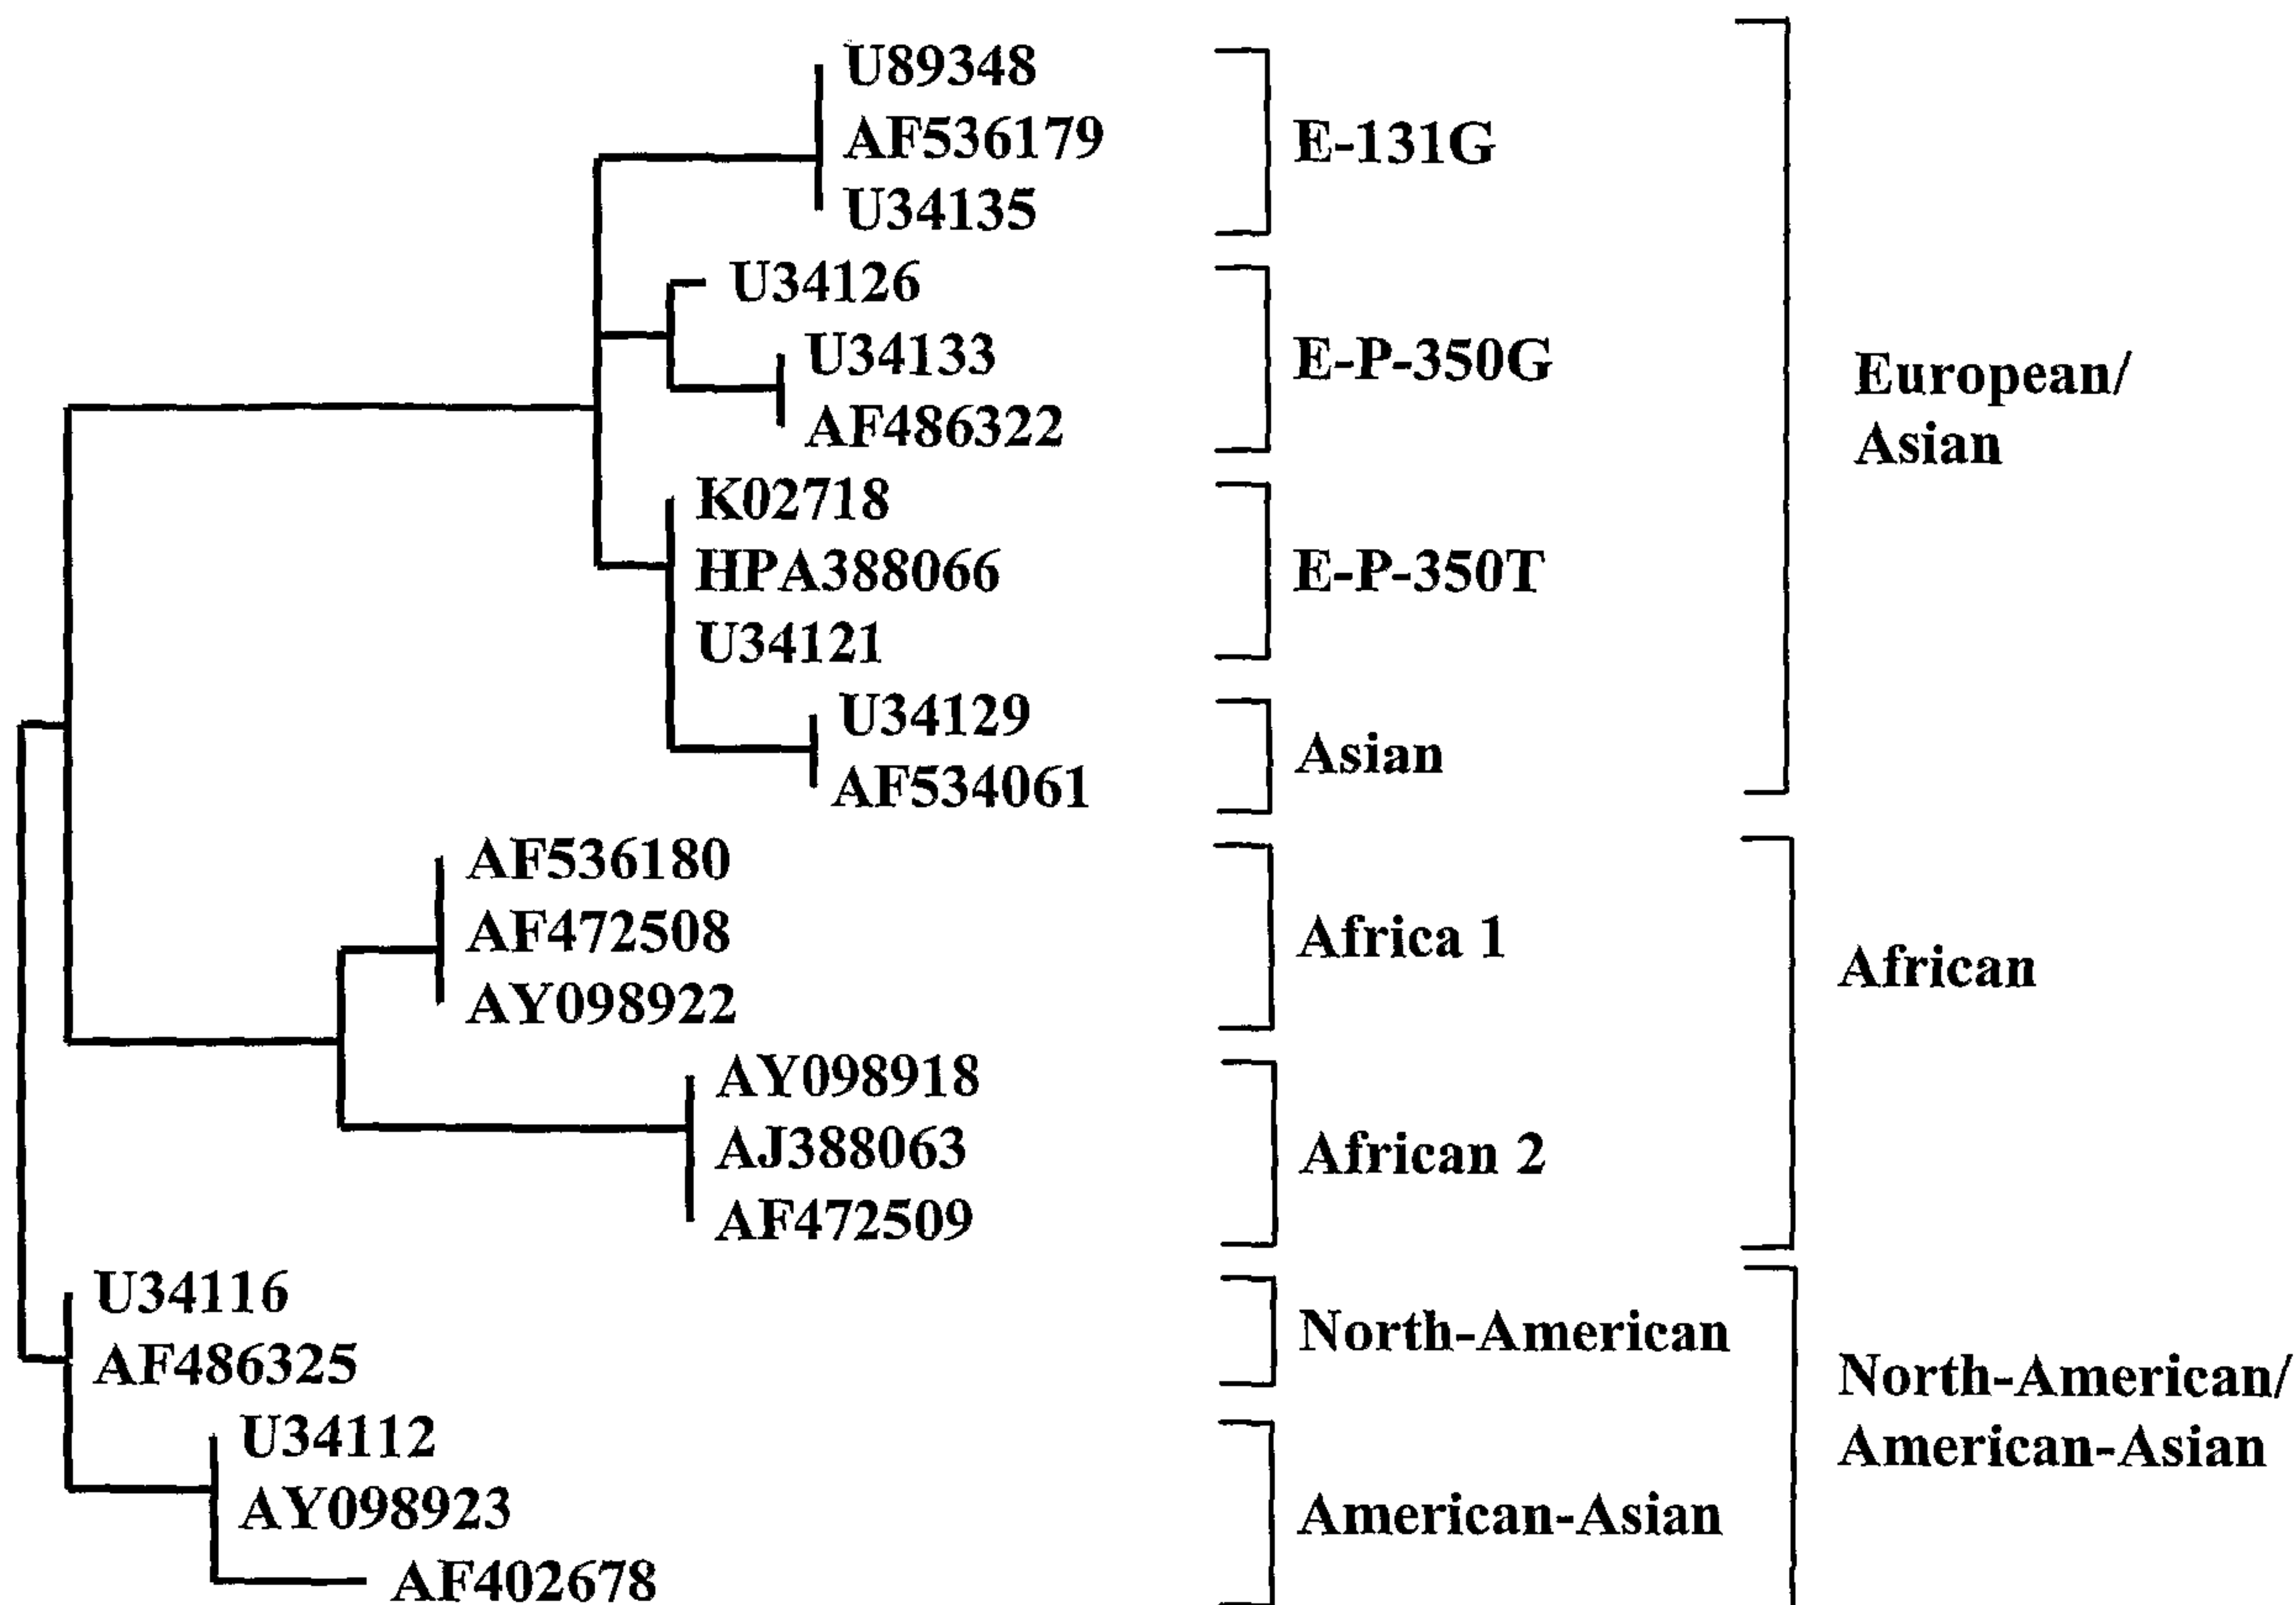 U89348
AF536179
U34135
U34126
U34133
AF486322
K02718
HPA388066
U34121
U34129
AF534061
AF536180
AF472508
AY098922
AY098918
AJ388063
AF472509
U34116
AF486325
U34112
AY098923
AF402678
E-131G
E-P-350G
E-P-350T
Asian
Africa 1
African 2
North-American
American-Asian
European/
Asian
African
North-American/
American-Asian